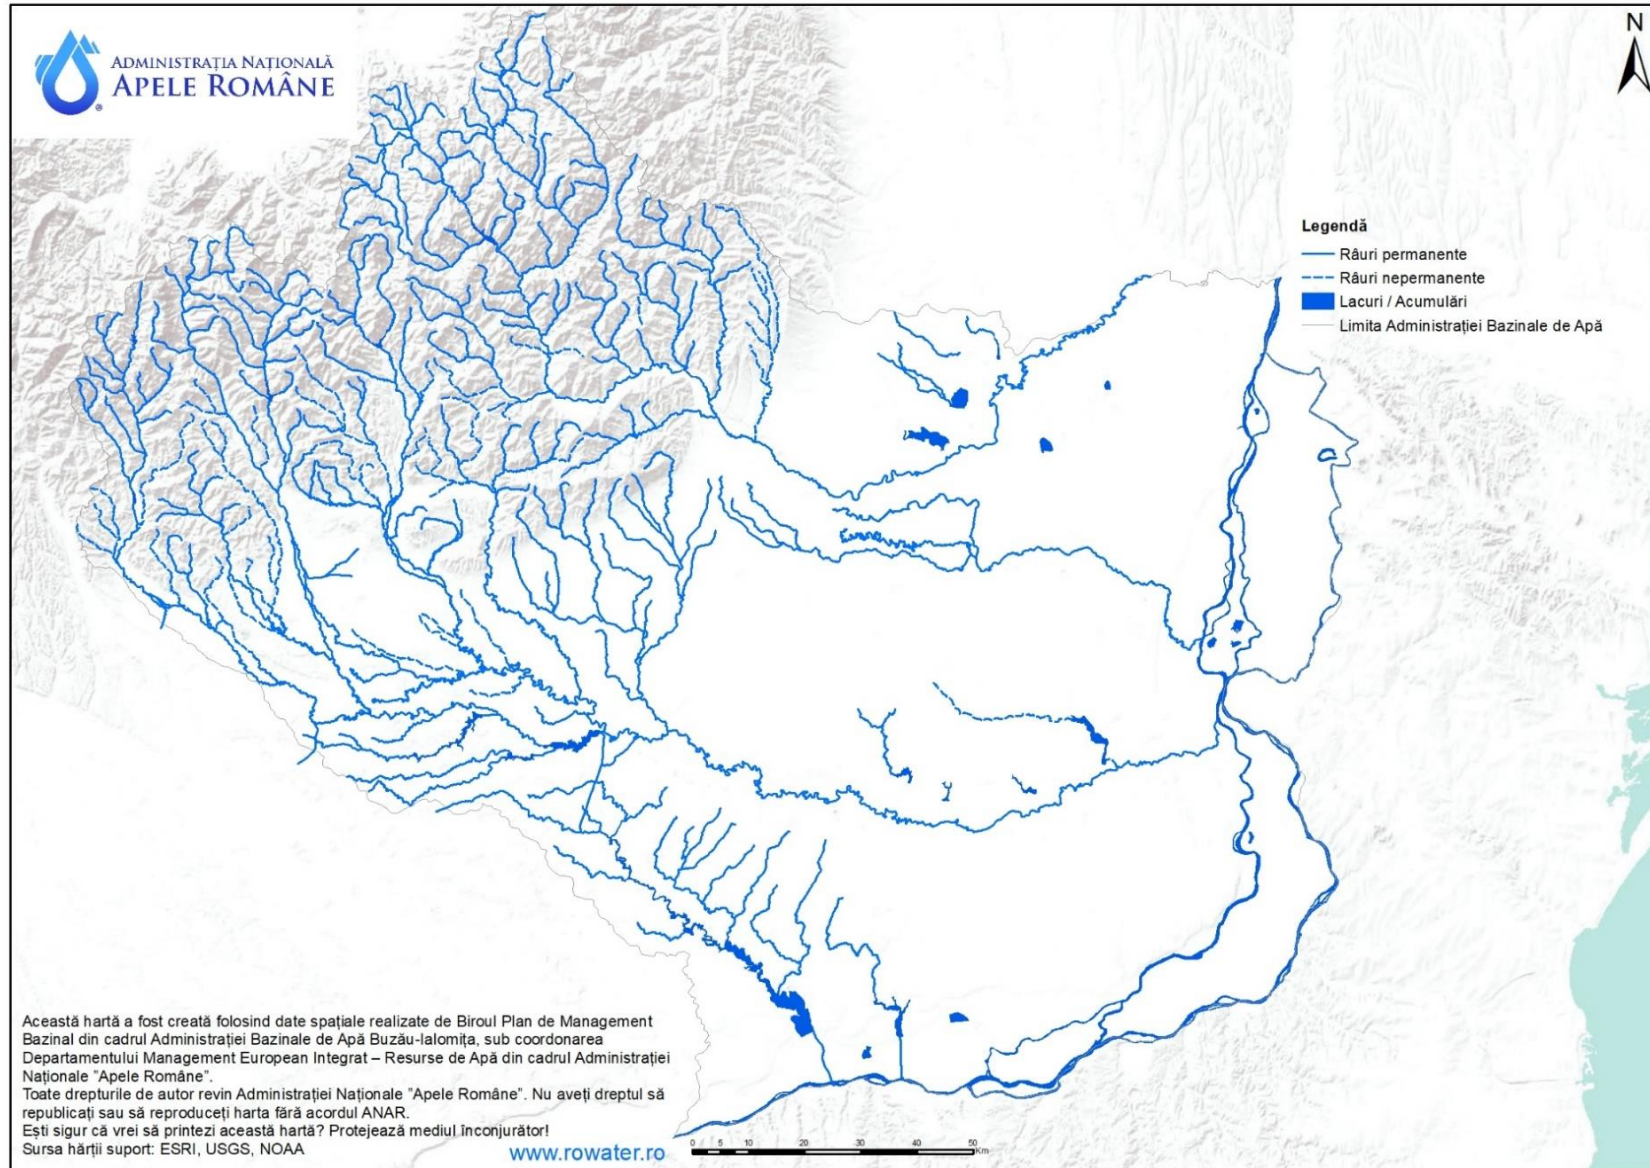 ADMINISTRAȚIA NAȚIONALĂ
APELE ROMÂNE
®
N
Legendă
Râuri permanente
Râuri nepermanente
Lacuri / Acumulări
Limita Administrației Bazinale de Apă
Această hartă a fost creată folosind date spațiale realizate de Biroul Plan de Management
Bazinal din cadrul Administrației Bazinale de Apă Buzău-Ialomița, sub coordonarea
Departamentului Management European Integrat – Resurse de Apă din cadrul Administrației
Naționale "Apele Române".
Toate drepturile de autor revin Administrației Naționale "Apele Române". Nu aveți dreptul să
republicați sau să reproduceți harta fără acordul ANAR.
Ești sigur că vrei să printezi această hartă? Protejează mediul înconjurător!
Sursa hărții suport: ESRI, USGS, NOAA
www.rowater.ro
0 5 10 20 30 40 50
Km